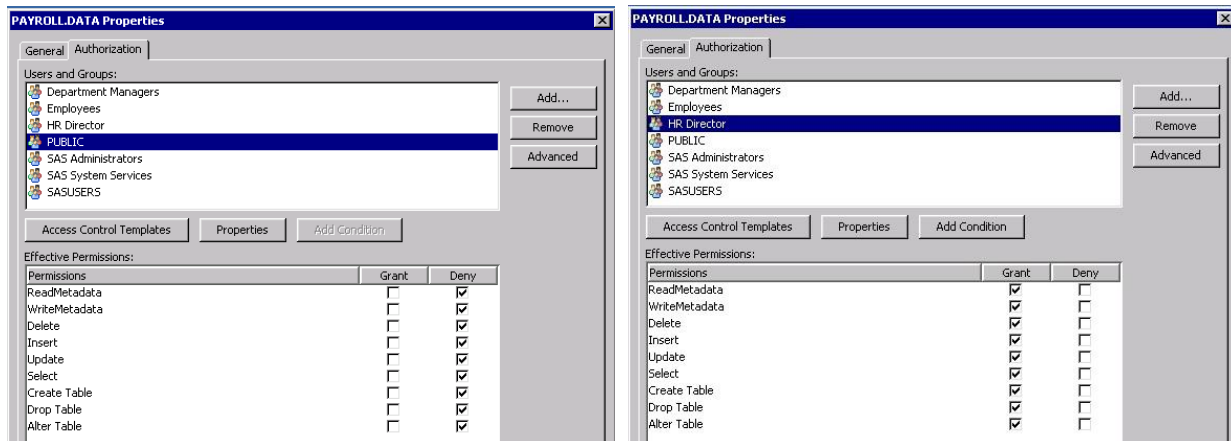 PAYROLL.DATA Properties
General Authorization
Users and Groups:
Department Managers
Employees
HR Director
PUBLIC
SAS Administrators
SAS System Services
SASUSERS
Add...
Remove
Advanced
Access Control Templates Properties Add Condition
Effective Permissions:
Permissions Grant Deny
ReadMetadata
WriteMetadata
Delete
Insert
Update
Select
Create Table
Drop Table
Alter Table
PAYROLL.DATA Properties
General Authorization
Users and Groups:
Department Managers
Employees
HR Director
PUBLIC
SAS Administrators
SAS System Services
SASUSERS
Add...
Remove
Advanced
Access Control Templates Properties Add Condition
Effective Permissions:
Permissions Grant Deny
ReadMetadata
WriteMetadata
Delete
Insert
Update
Select
Create Table
Drop Table
Alter Table